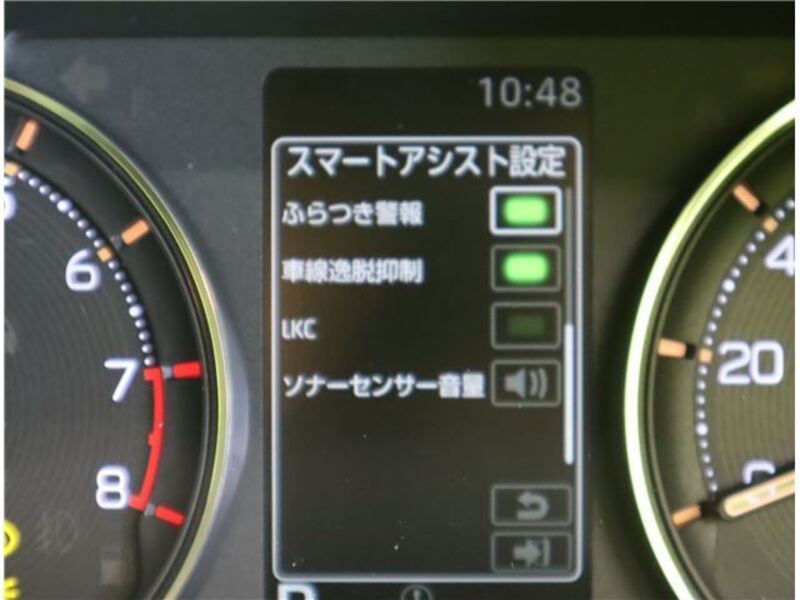 10:48
スマートアシスト設定
ふらつき警報
車線逸脱抑制
LKC
ソナーセンサー音量
6
7
8
4
20